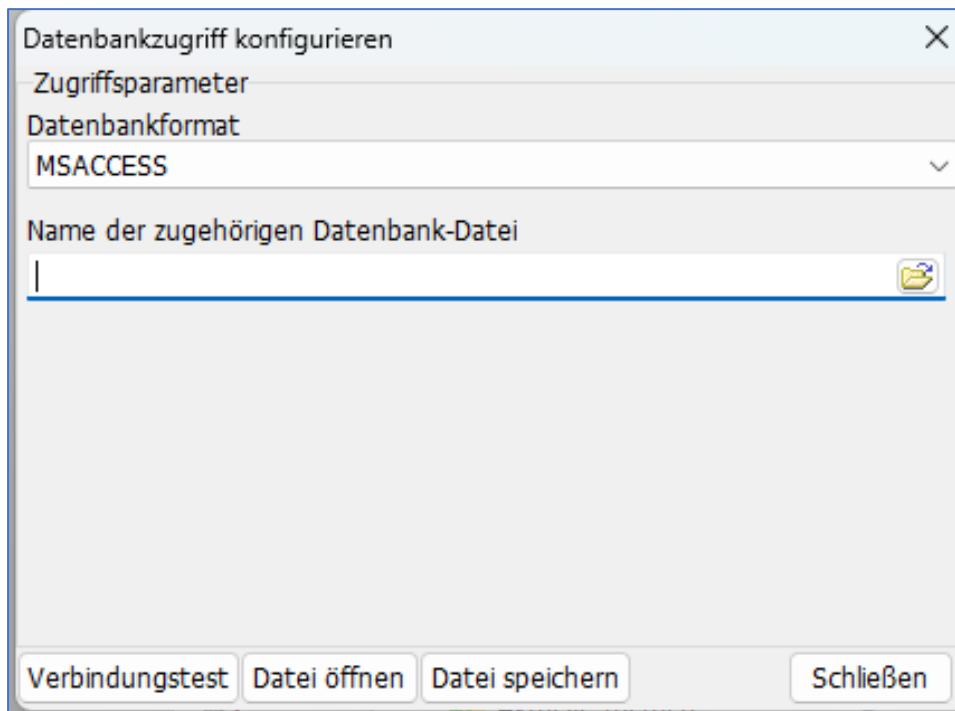 Datenbankzugriff konfigurieren
Zugriffsparameter
Datenbankformat
MSACCESS
Name der zugehörigen Datenbank-Datei
Verbindungstest Datei öffnen Datei speichern Schließen